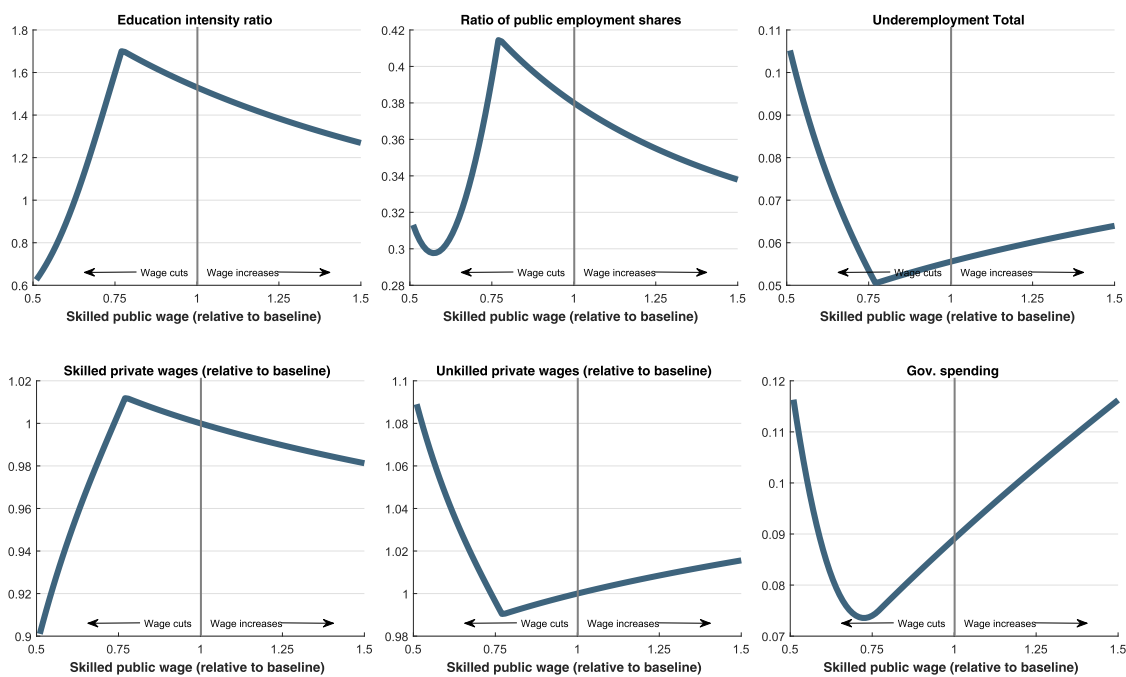 Education intensity ratio
1.8
1.6
1.4
1.2
1
0.8
0.6
Wage cuts
Wage increases
0.5 0.75 1 1.25 1.5
Skilled public wage (relative to baseline)
Ratio of public employment shares
0.42
0.4
0.38
0.36
0.34
0.32
0.3
0.28
Wage cuts
Wage increases
0.5 0.75 1 1.25 1.5
Skilled public wage (relative to baseline)
Underemployment Total
0.11
0.1
0.09
0.08
0.07
0.06
0.05
Wage cuts
Wage increases
0.5 0.75 1 1.25 1.5
Skilled public wage (relative to baseline)
Skilled private wages (relative to baseline)
1.02
1
0.98
0.96
0.94
0.92
0.9
Wage cuts
Wage increases
0.5 0.75 1 1.25 1.5
Skilled public wage (relative to baseline)
Unkilled private wages (relative to baseline)
1.1
1.08
1.06
1.04
1.02
1
0.98
Wage cuts
Wage increases
0.5 0.75 1 1.25 1.5
Skilled public wage (relative to baseline)
Gov. spending
0.12
0.11
0.1
0.09
0.08
0.07
Wage cuts
Wage increases
0.5 0.75 1 1.25 1.5
Skilled public wage (relative to baseline)